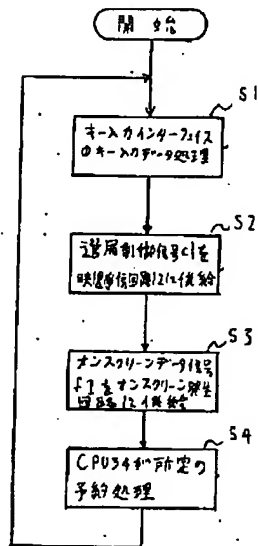 開始
S1
キー入力インターフェイス
のキー入力データ処理
S2
選局制御信号c1を
映像受信回路12に供給
S3
オンスクリーンデータ信号
f1をオンスクリーン発生
回路12に供給
S4
CPU34が所定の
予約処理